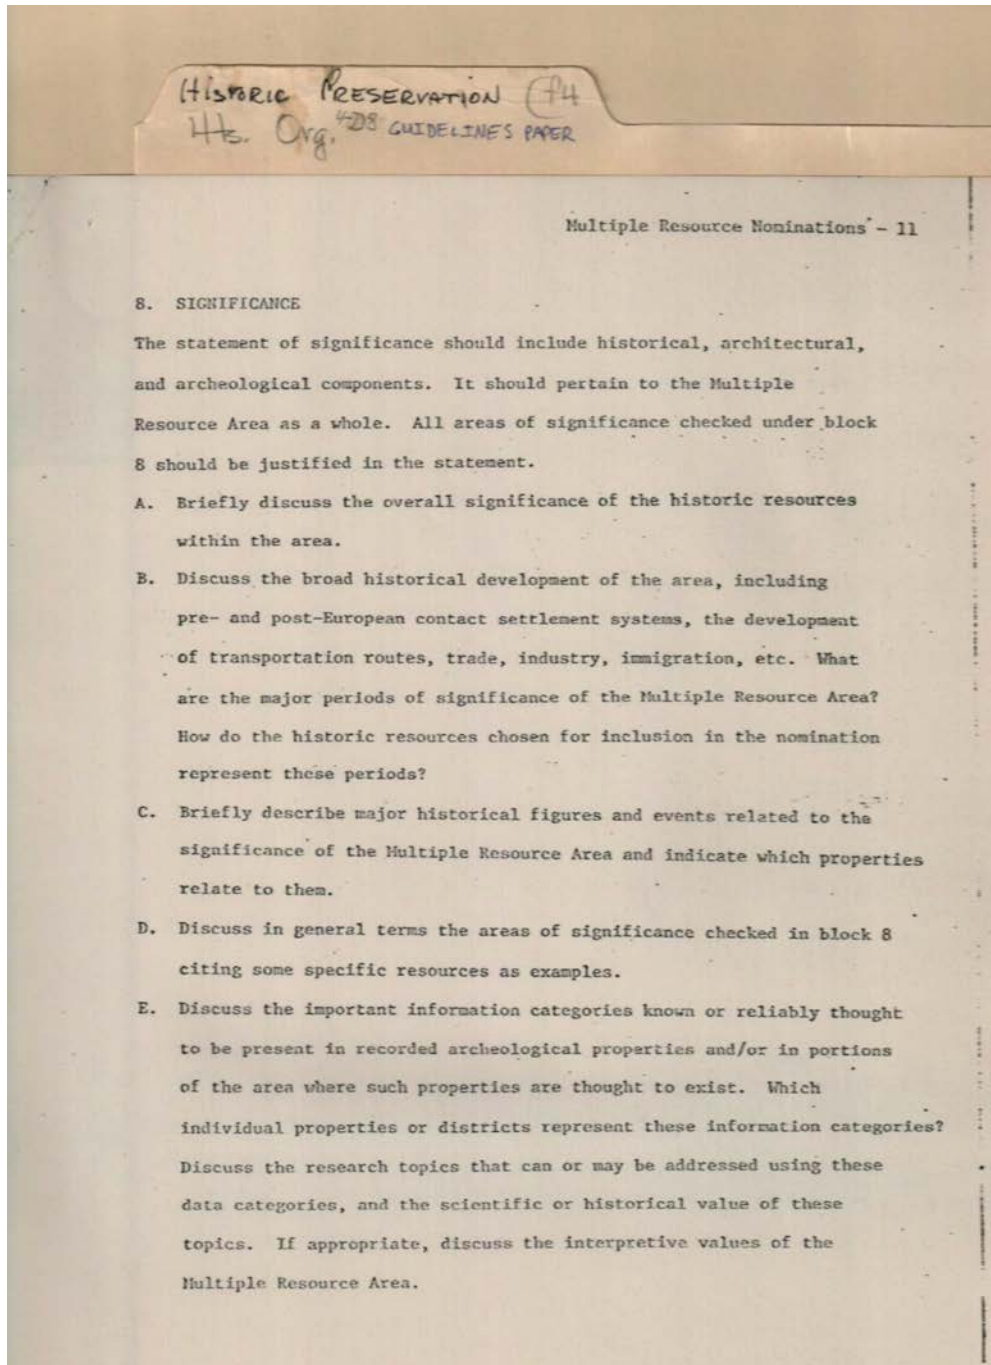 HISTORIC PRESERVATION
Hs. Org. GUIDELINES PAPER
Multiple Resource Nominations - 11
8. SIGNIFICANCE
The statement of significance should include historical, architectural,
and archeological components. It should pertain to the Multiple
Resource Area as a whole. All areas of significance checked under block
8 should be justified in the statement.
A. Briefly discuss the overall significance of the historic resources
within the area.
B. Discuss the broad historical development of the area, including
pre- and post-European contact settlement systems, the development
of transportation routes, trade, industry, immigration, etc. What
are the major periods of significance of the Multiple Resource Area?
How do the historic resources chosen for inclusion in the nomination
represent these periods?
C. Briefly describe major historical figures and events related to the
significance of the Multiple Resource Area and indicate which properties
relate to them.
D. Discuss in general terms the areas of significance checked in block 8
citing some specific resources as examples.
E. Discuss the important information categories known or reliably thought
to be present in recorded archeological properties and/or in portions
of the area where such properties are thought to exist. Which
individual properties or districts represent these information categories?
Discuss the research topics that can or may be addressed using these
data categories, and the scientific or historical value of these
topics. If appropriate, discuss the interpretive values of the
Multiple Resource Area.